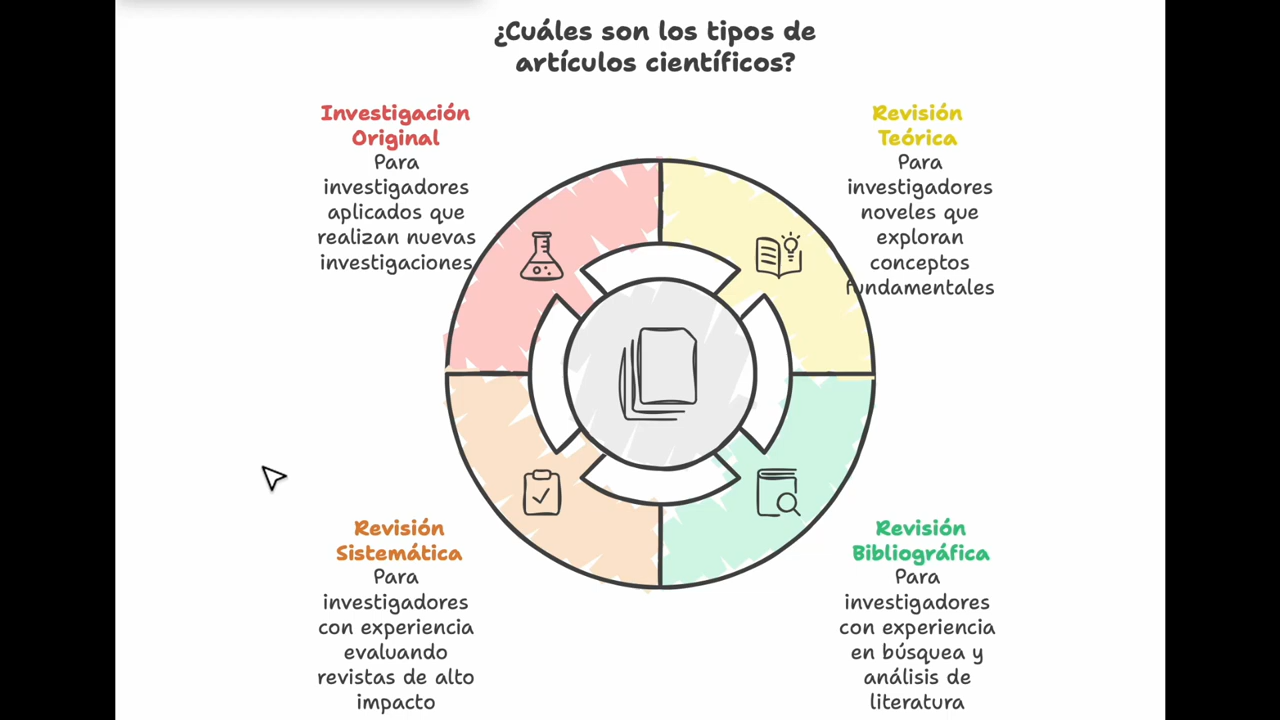 ¿Cuáles son los tipos de
artículos científicos?
Investigación
Original
Para
investigadores
aplicados que
realizan nuevas
investigaciones
Revisión
Teórica
Para
investigadores
noveles que
exploran
conceptos
fundamentales
Revisión
Sistemática
Para
investigadores
con experiencia
evaluando
revistas de alto
impacto
Revisión
Bibliográfica
Para
investigadores
con experiencia
en búsquea y
análisis de
literatura